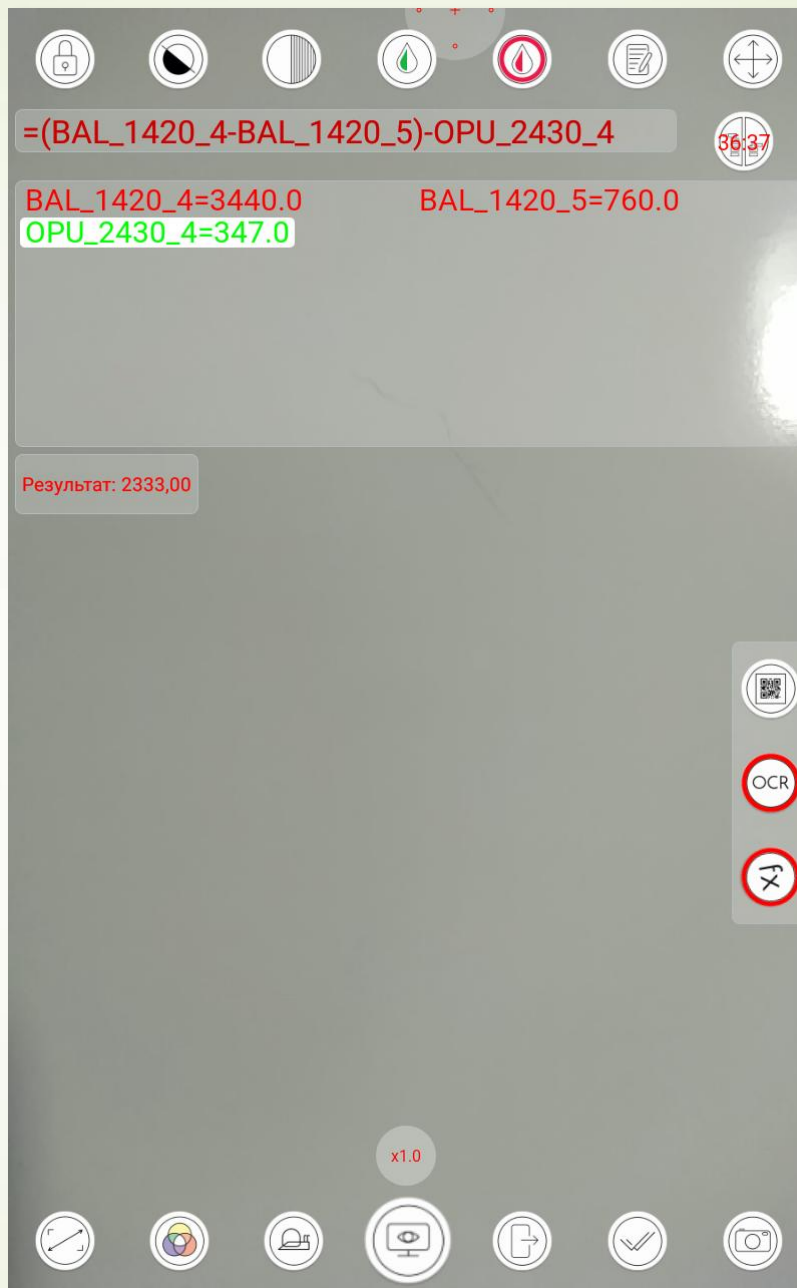 =(BAL_1420_4-BAL_1420_5)-OPU_2430_4
36:37
BAL_1420_4=3440.0 BAL_1420_5=760.0
OPU_2430_4=347.0
Результат: 2333,00
OCR
FX
x1.0